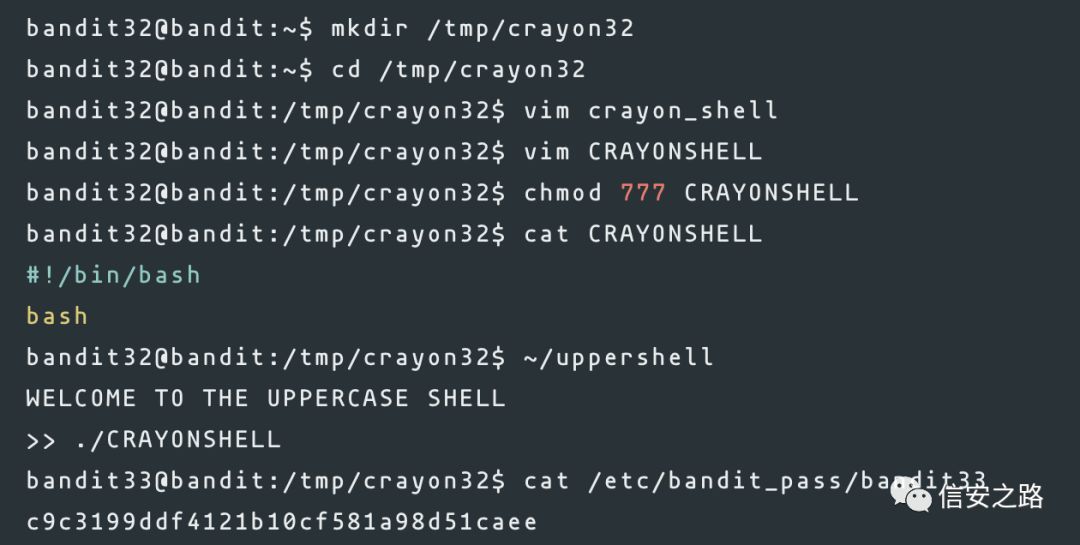 bandit32@bandit:~$ mkdir /tmp/crayon32
bandit32@bandit:~$ cd /tmp/crayon32
bandit32@bandit:/tmp/crayon32$ vim crayon_shell
bandit32@bandit:/tmp/crayon32$ vim CRAYONSHELL
bandit32@bandit:/tmp/crayon32$ chmod 777 CRAYONSHELL
bandit32@bandit:/tmp/crayon32$ cat CRAYONSHELL
#!/bin/bash
bash
bandit32@bandit:/tmp/crayon32$ ~/uppershell
WELCOME TO THE UPPERCASE SHELL
>> ./CRAYONSHELL
bandit33@bandit:/tmp/crayon32$ cat /etc/bandit_pass/bandit33
信安之路
c9c3199ddf4121b10cf581a98d51caee